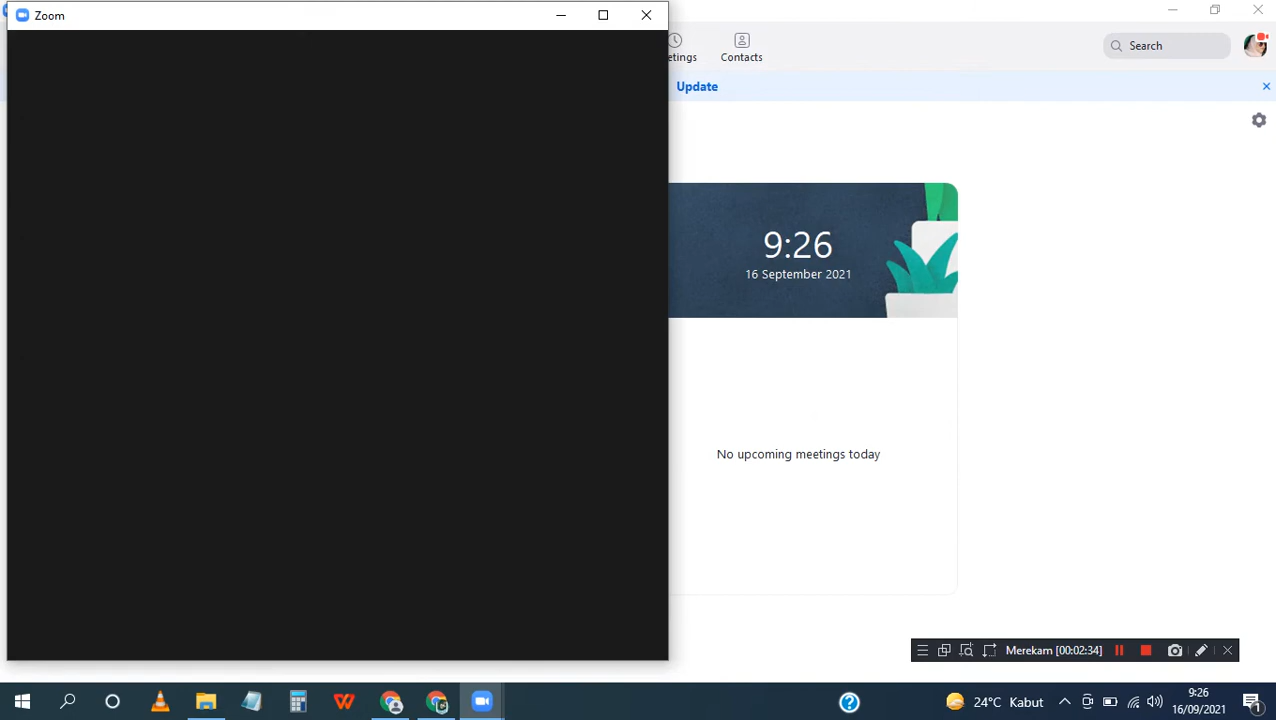 Zoom
etings
Contacts
Search
Update
9:26
16 September 2021
No upcoming meetings today
Merekam [00:02:34]
24°C Kabut
9:26
16/09/2021
1